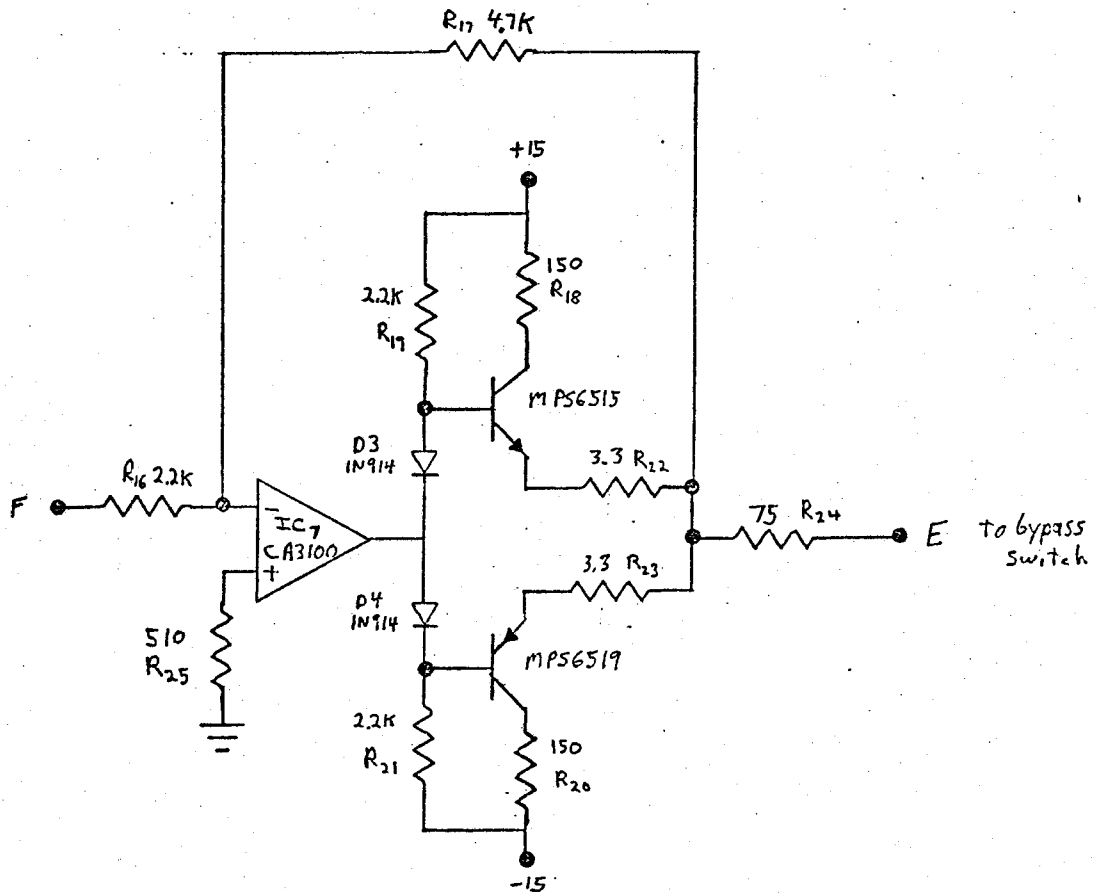 R17 4.7K
+15
150
R18
2.2K
R19
MPS6515
D3
1N914
3.3 R22
R16 2.2K
F
- IC7
CA3100
+
75 R24
E to bypass
switch
3.3 R23
D4
1N914
510
R25
MPS6519
2.2K
R21
150
R20
-15